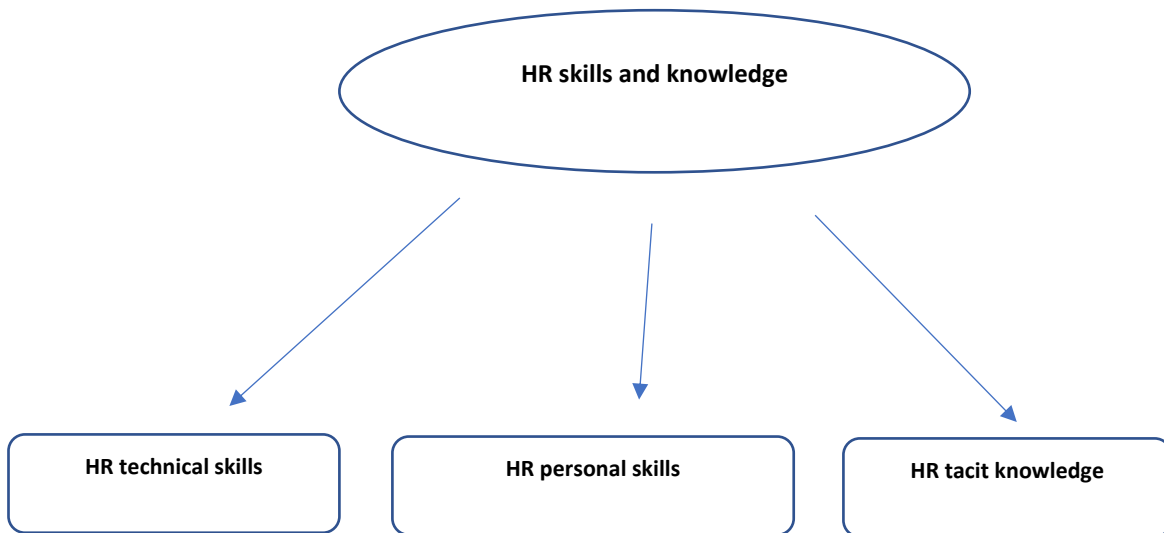 HR skills and knowledge
HR technical skills
HR personal skills
HR tacit knowledge